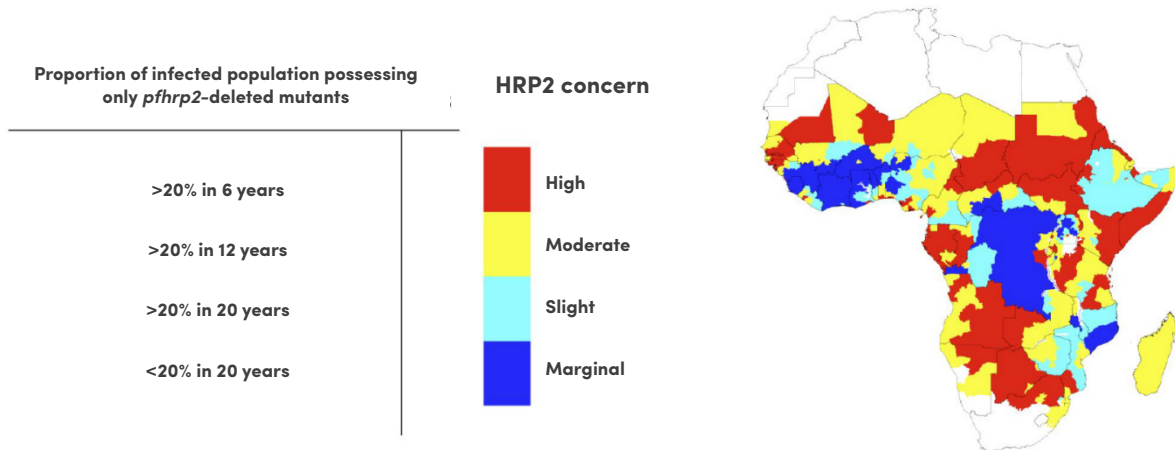 Proportion of infected population possessing
only pfhrp2-deleted mutants
>20% in 6 years
>20% in 12 years
>20% in 20 years
<20% in 20 years
HRP2 concern
High
Moderate
Slight
Marginal